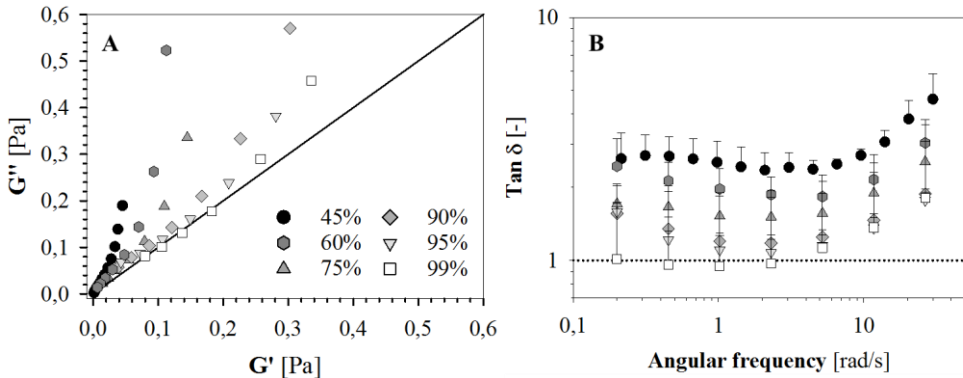 A
G'' [Pa]
0,6
0,5
0,4
0,3
0,2
0,1
0,0
45%
60%
75%
90%
95%
99%
0,0 0,1 0,2 0,3 0,4 0,5 0,6
G' [Pa]
B
Tan δ [-]
10
1
0,1 1 10 100
Angular frequency [rad/s]